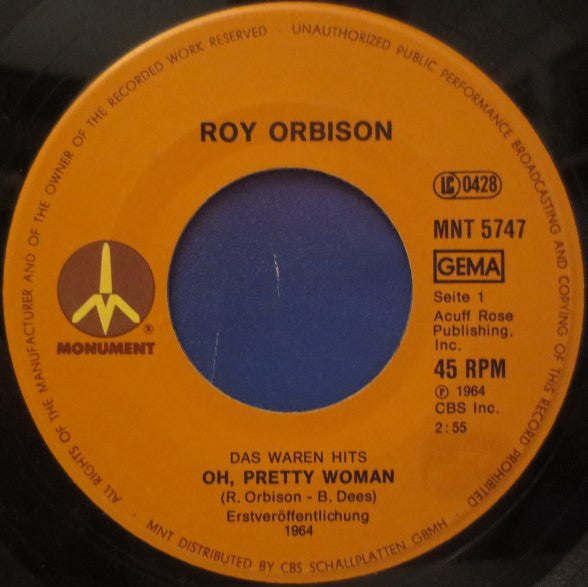 ALL RIGHTS OF THE MANUFACTURER AND OF THE OWNER OF THE RECORDED WORK RESERVED · UNAUTHORIZED PUBLIC PERFORMANCE BROADCASTING AND COPYING OF THIS RECORD PROHIBITED
ROY ORBISON
LC 0428
MNT 5747
GEMA
Seite 1
Acuff Rose
Publishing.
Inc.
45 RPM
℗ 1964
CBS Inc.
2:55
®
MONUMENT
DAS WAREN HITS
OH, PRETTY WOMAN
(R. Orbison - B. Dees)
Erstveröffentlichung
1964
· MNT DISTRIBUTED BY CBS SCHALLPLATTEN GMBH ·